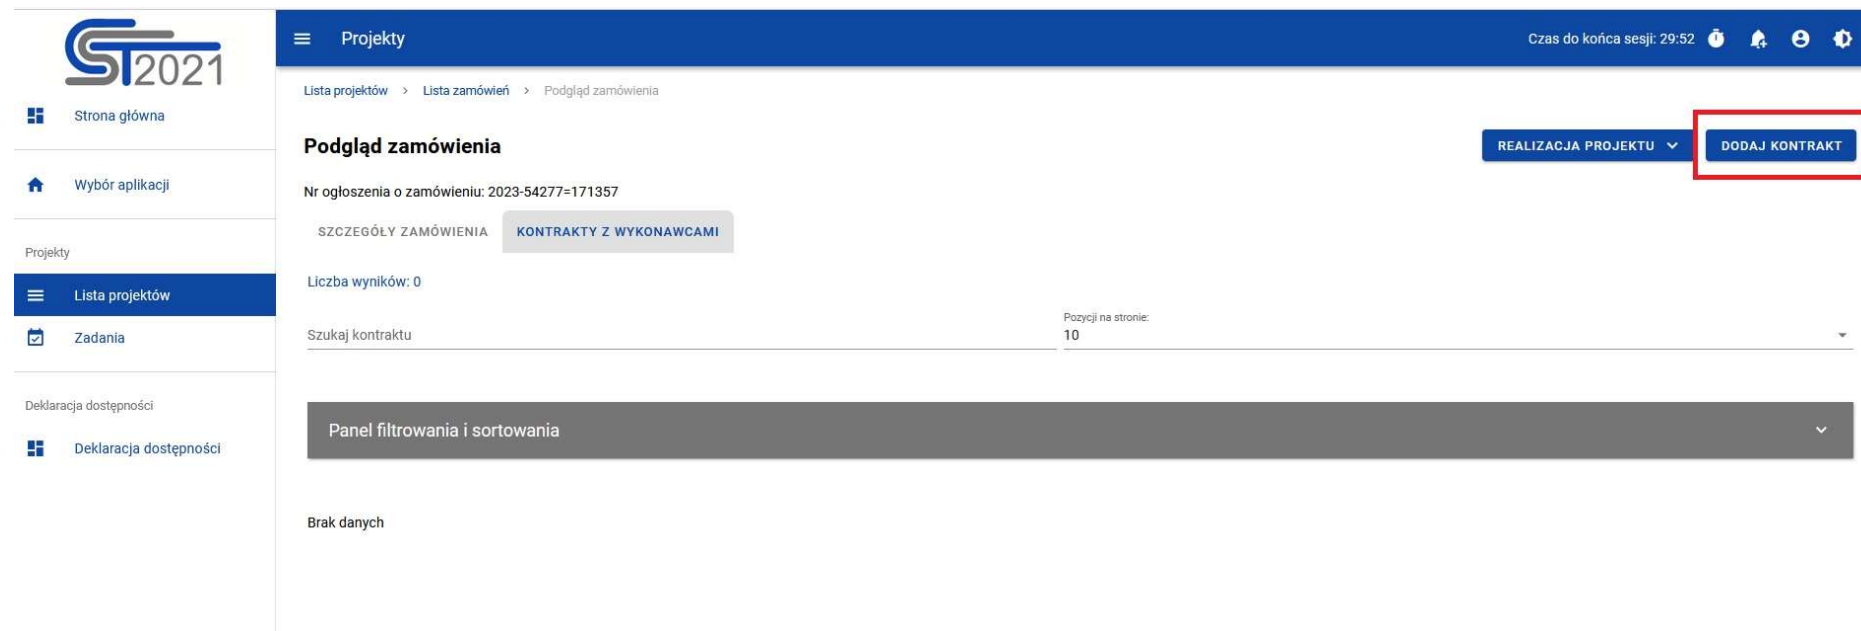 CST2021
Projekty
Czas do końca sesji: 29:52
Strona główna
Wybór aplikacji
Projekty
Lista projektów
Zadania
Deklaracja dostępności
Deklaracja dostępności
Lista projektów > Lista zamówień > Podgląd zamówienia
Podgląd zamówienia
REALIZACJA PROJEKTU
DODAJ KONTRAKT
Nr ogłoszenia o zamówieniu: 2023-54277=171357
SZCZEGÓŁY ZAMÓWIENIA
KONTRAKTY Z WYKONAWCAMI
Liczba wyników: 0
Szukaj kontraktu
Pozycji na stronie:
10
Panel filtrowania i sortowania
Brak danych